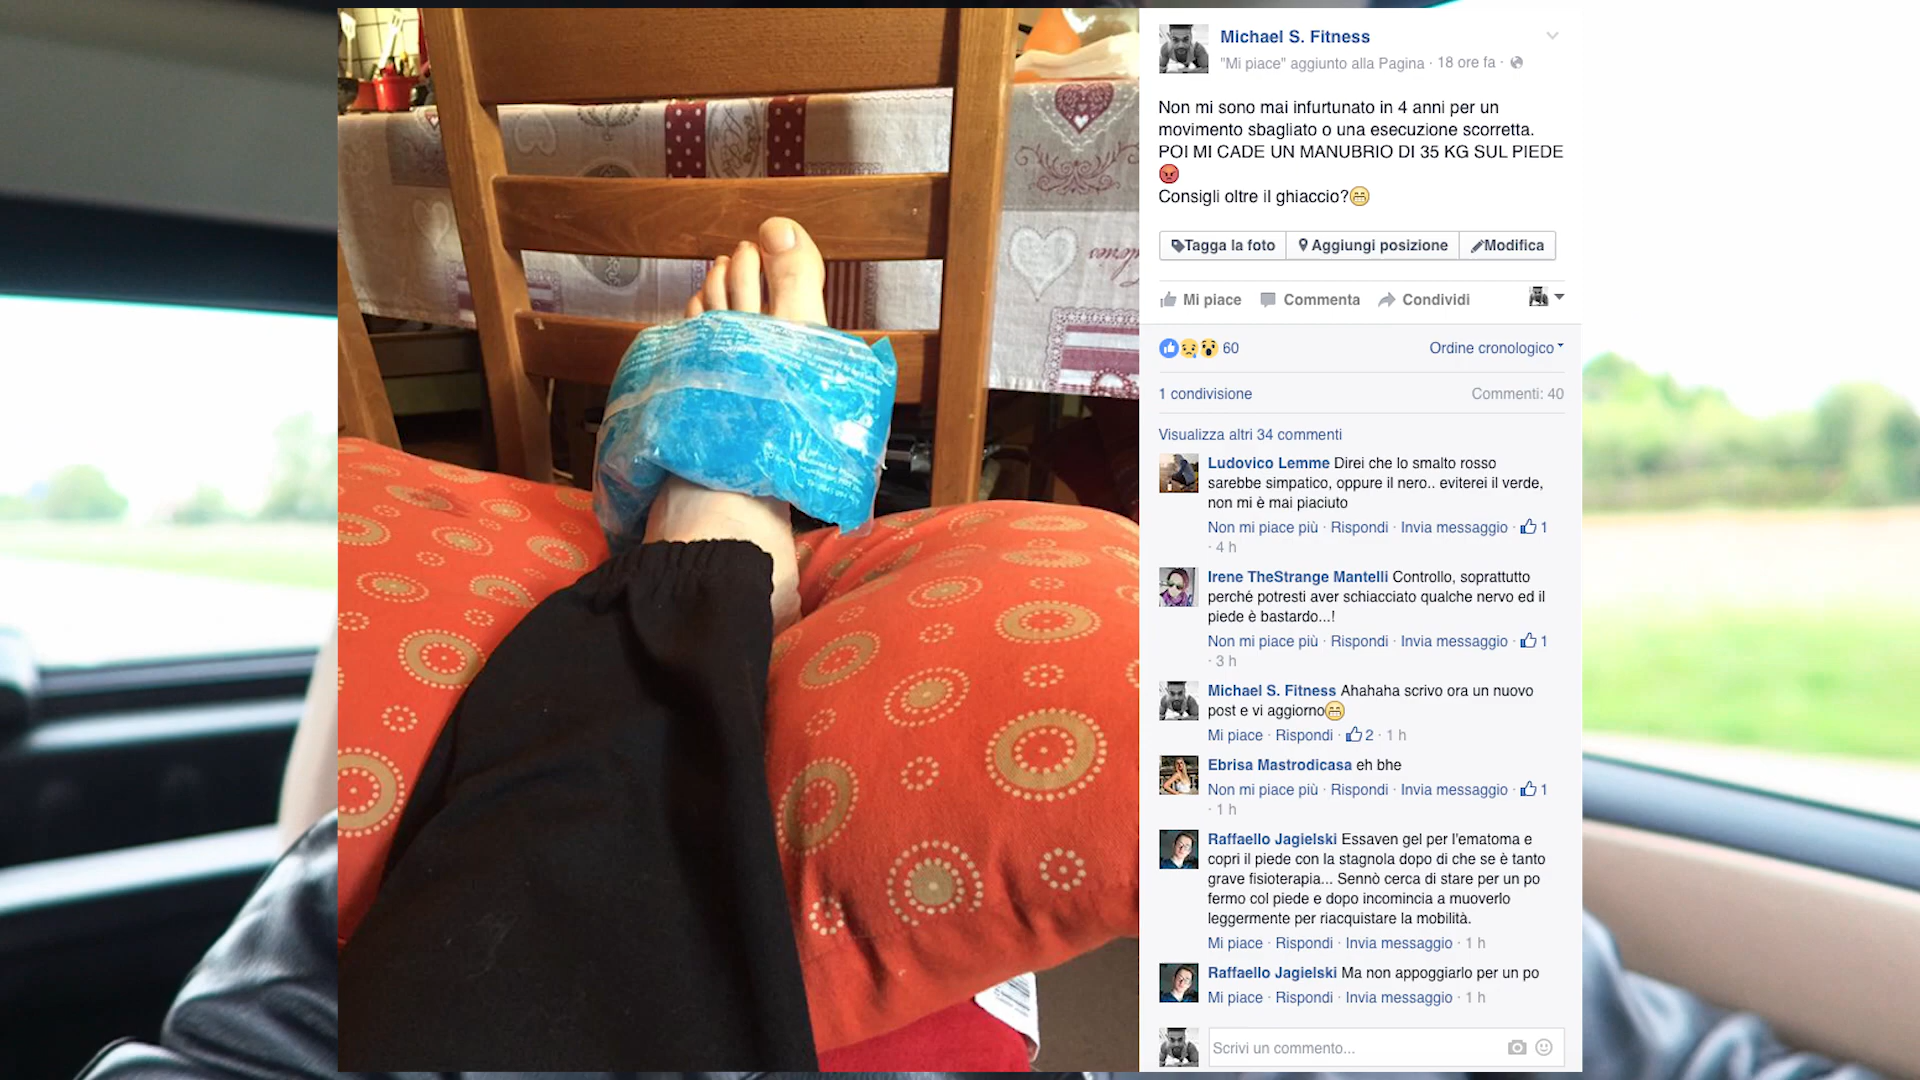 Michael S. Fitness
"Mi piace" aggiunto alla Pagina · 18 ore fa ·
Non mi sono mai infurtunato in 4 anni per un
movimento sbagliato o una esecuzione scorretta.
POI MI CADE UN MANUBRIO DI 35 KG SUL PIEDE
😡
Consigli oltre il ghiaccio?😁
Tagga la foto
Aggiungi posizione
Modifica
Mi piace
Commenta
Condividi
60
Ordine cronologico
1 condivisione
Commenti: 40
Visualizza altri 34 commenti
Ludovico Lemme Direi che lo smalto rosso
sarebbe simpatico, oppure il nero.. eviterei il verde,
non mi è mai piaciuto
Non mi piace più · Rispondi · Invia messaggio · 1
· 4 h
Irene TheStrange Mantelli Controllo, soprattutto
perché potresti aver schiacciato qualche nervo ed il
piede è bastardo...!
Non mi piace più · Rispondi · Invia messaggio · 1
· 3 h
Michael S. Fitness Ahahaha scrivo ora un nuovo
post e vi aggiorno😁
Mi piace · Rispondi · 2 · 1 h
Ebrisa Mastrodicasa eh bhe
Non mi piace più · Rispondi · Invia messaggio · 1
· 1 h
Raffaello Jagielski Essaven gel per l'ematoma e
copri il piede con la stagnola dopo di che se è tanto
grave fisioterapia... Sennò cerca di stare per un po
fermo col piede e dopo incomincia a muoverlo
leggermente per riacquistare la mobilità.
Mi piace · Rispondi · Invia messaggio · 1 h
Raffaello Jagielski Ma non appoggiarlo per un po
Mi piace · Rispondi · Invia messaggio · 1 h
Scrivi un commento...